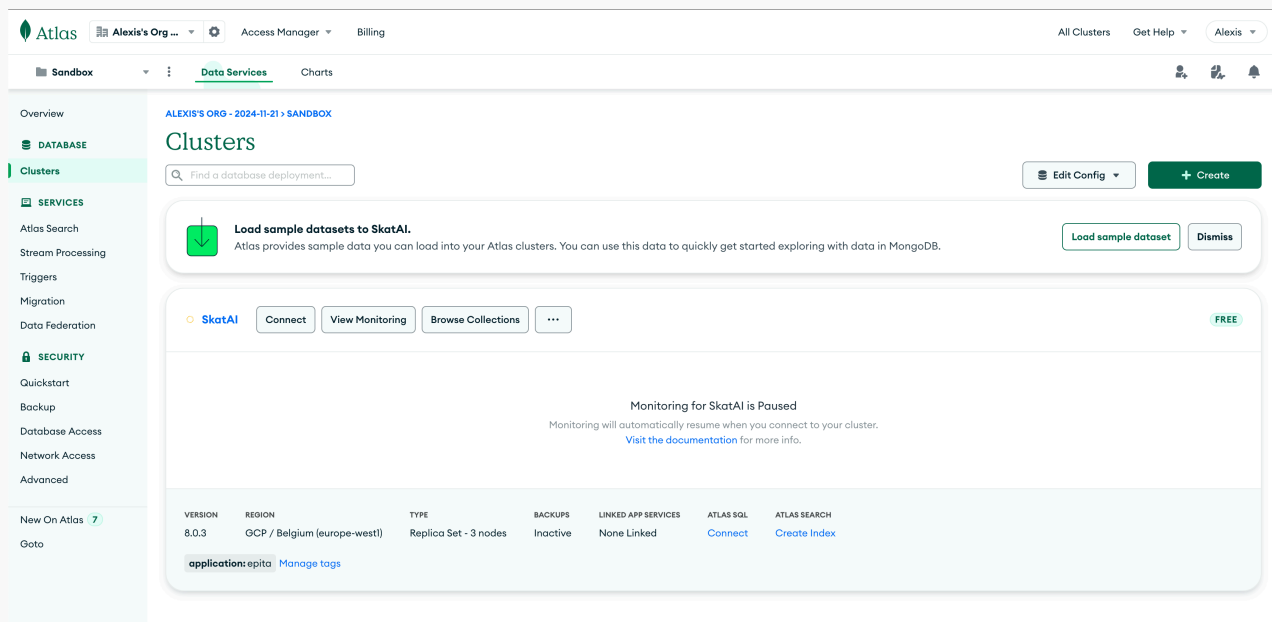 Atlas
Alexis's Org ...
Access Manager
Billing
All Clusters
Get Help
Alexis
Sandbox
Data Services
Charts
Overview
DATABASE
Clusters
SERVICES
Atlas Search
Stream Processing
Triggers
Migration
Data Federation
SECURITY
Quickstart
Backup
Database Access
Network Access
Advanced
New On Atlas 7
Goto
ALEXIS'S ORG - 2024-11-21 > SANDBOX
Clusters
Find a database deployment...
Edit Config
+ Create
Load sample datasets to SkatAI.
Atlas provides sample data you can load into your Atlas clusters. You can use this data to quickly get started exploring with data in MongoDB.
Load sample dataset
Dismiss
SkatAI
Connect
View Monitoring
Browse Collections
...
FREE
Monitoring for SkatAI is Paused
Monitoring will automatically resume when you connect to your cluster.
Visit the documentation for more info.
VERSION
8.0.3
REGION
GCP / Belgium (europe-west1)
TYPE
Replica Set - 3 nodes
BACKUPS
Inactive
LINKED APP SERVICES
None Linked
ATLAS SQL
Connect
ATLAS SEARCH
Create Index
application: epita
Manage tags